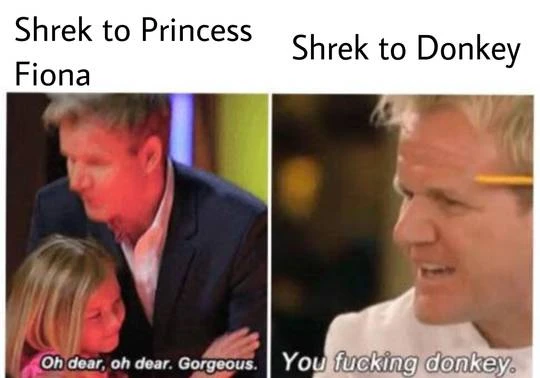 Shrek to Princess
Fiona
Shrek to Donkey
Oh dear, oh dear. Gorgeous.
You fucking donkey.